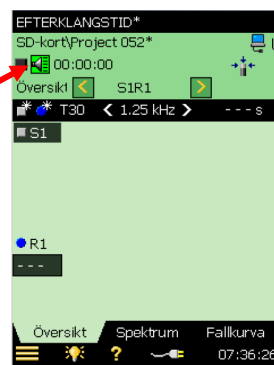 EFTERKLANGSTID*
SD-kort\Project 052*
00:00:00
Översikt < S1R1 >
T30 < 1.25 kHz > --- s
S1
R1
---
Översikt Spektrum Fallkurva
? 07:36:26